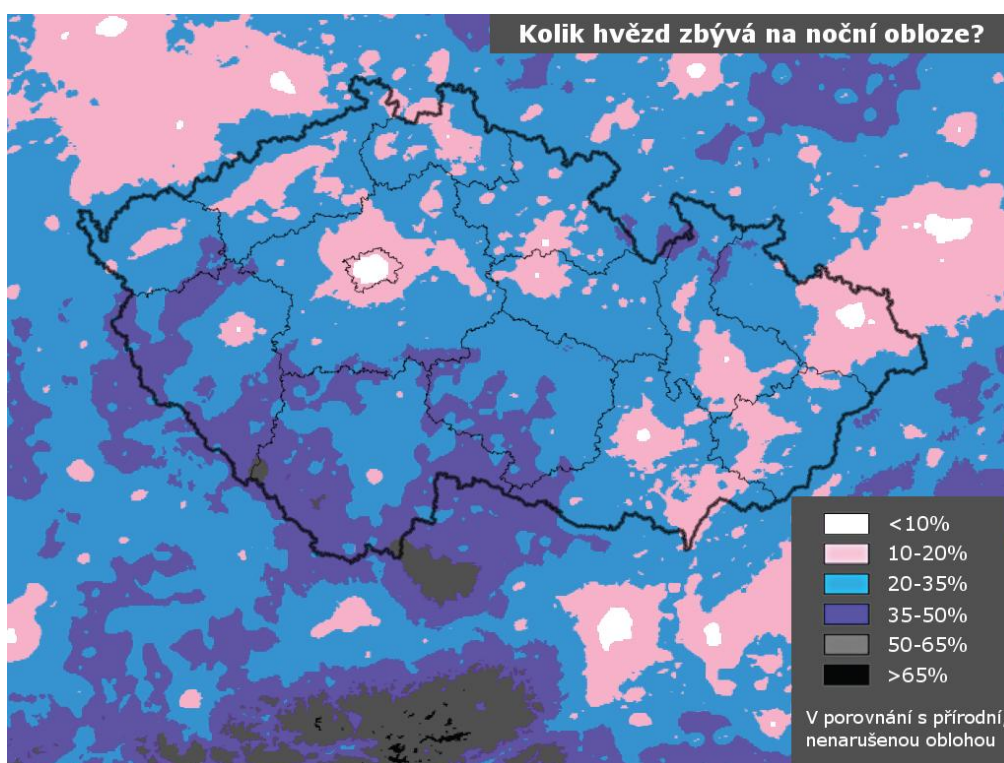 Kolik hvězd zbývá na noční obloze?
<10%
10-20%
20-35%
35-50%
50-65%
>65%
V porovnání s přírodní
nenarušenou oblohou